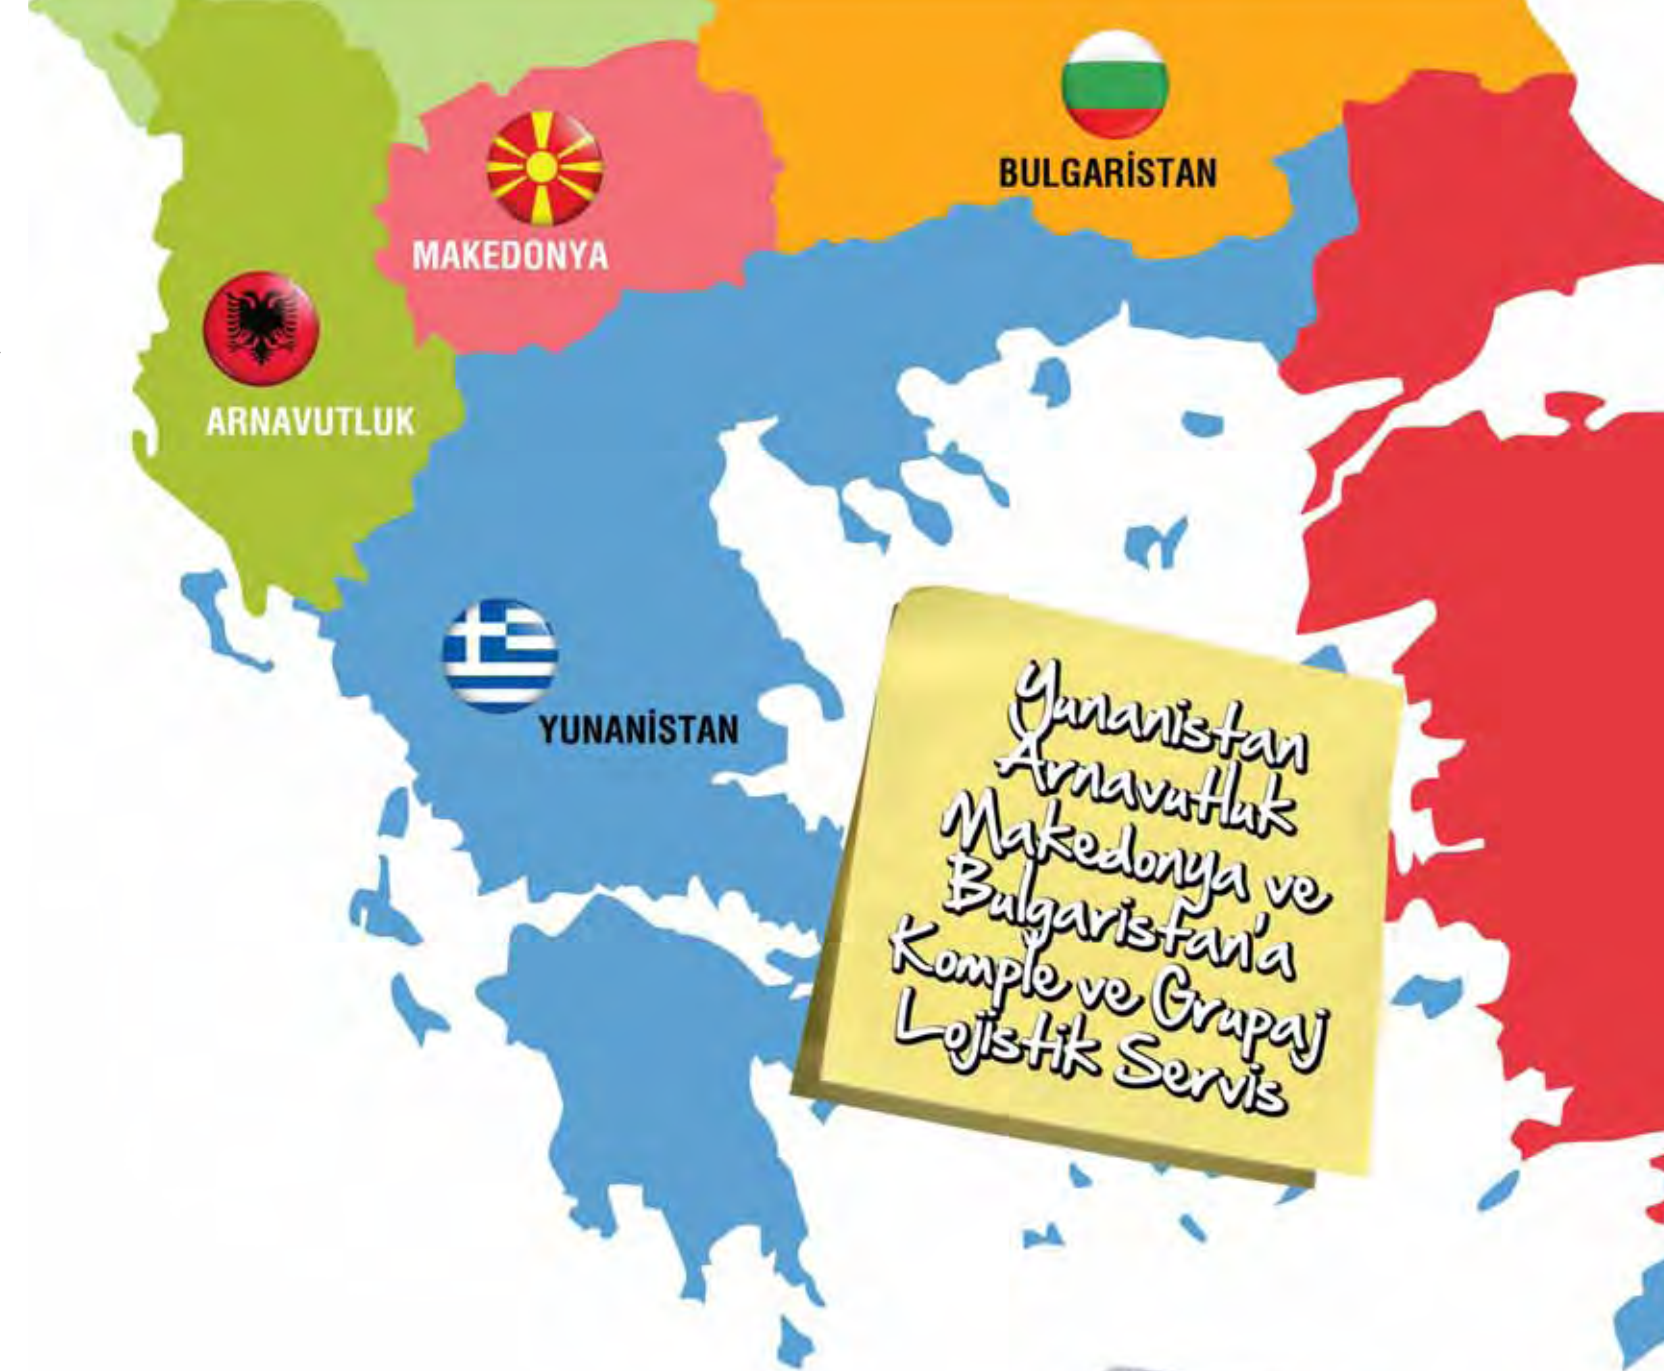 BULGARİSTAN
MAKEDONYA
ARNAVUTLUK
YUNANİSTAN
Yunanistan
Arnavutluk
Makedonya ve
Bulgaristan'a
Komple ve Grupaj
Lojistik Servis